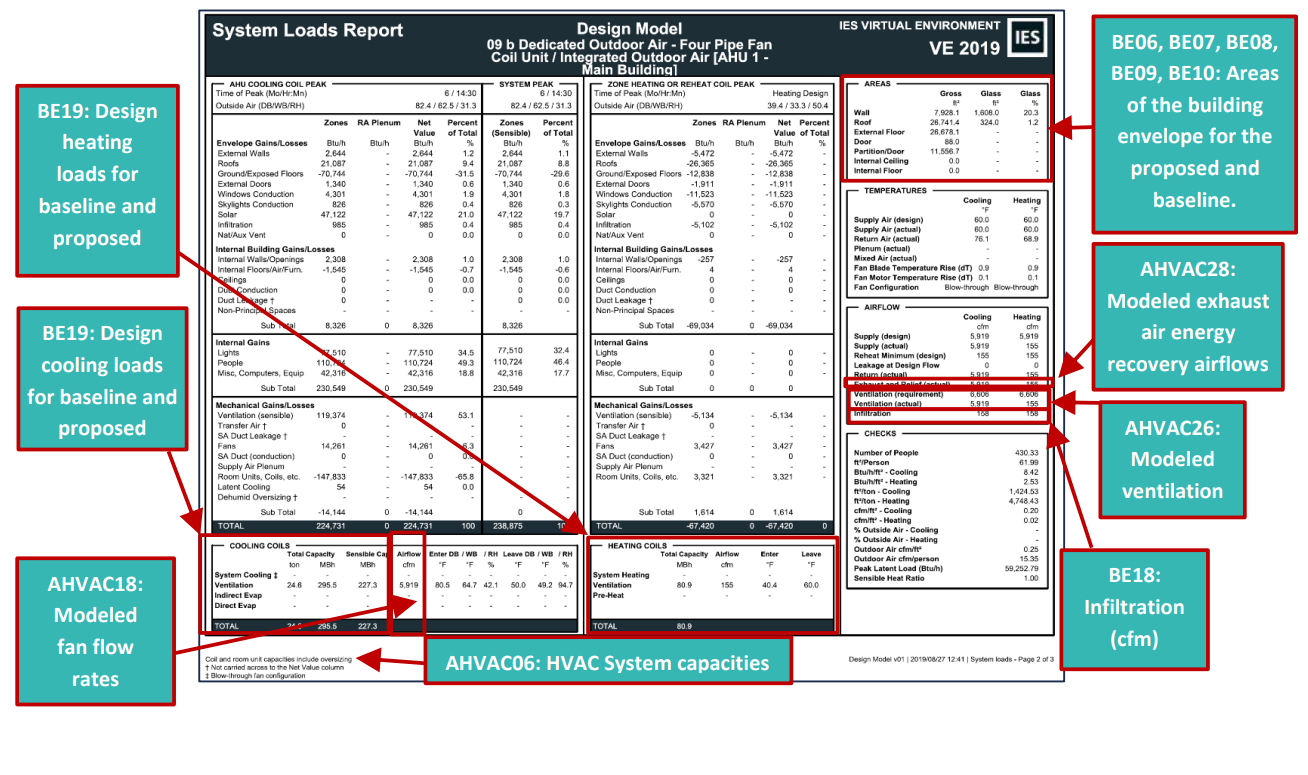 System Loads Report
Design Model
09 b Dedicated Outdoor Air - Four Pipe Fan
Coil Unit / Integrated Outdoor Air [AHU 1 -
Main Building]
IES VIRTUAL ENVIRONMENT
VE 2019
IES
BE19: Design
heating
loads for
baseline and
proposed
BE19: Design
cooling loads
for baseline and
proposed
AHVAC18:
Modeled
fan flow
rates
AHU COOLING COIL PEAK
SYSTEM PEAK
Time of Peak (Mo/Hr:Mn) 6 / 14:30 6 / 14:30
Outside Air (DB/WB/RH) 82.4 / 62.5 / 31.3 82.4 / 62.5 / 31.3
Zones RA Plenum Net Percent Zones Percent
Value of Total (Sensible) of Total
Envelope Gains/Losses Btu/h Btu/h Btu/h % Btu/h %
External Walls 2,644 - 2,644 1.2 2,644 1.1
Roofs 21,087 - 21,087 9.4 21,087 8.8
Ground/Exposed Floors -70,744 - -70,744 -31.5 -70,744 -29.6
External Doors 1,340 - 1,340 0.6 1,340 0.6
Windows Conduction 4,301 - 4,301 1.9 4,301 1.8
Skylights Conduction 826 - 826 0.4 826 0.3
Solar 47,122 - 47,122 21.0 47,122 19.7
Infiltration 985 - 985 0.4 985 0.4
Nat/Aux Vent 0 - 0 0.0 0 0.0
Internal Building Gains/Losses
Internal Walls/Openings 2,308 - 2,308 1.0 2,308 1.0
Internal Floors/Air/Furn. -1,545 - -1,545 -0.7 -1,545 -0.6
Ceilings 0 - 0 0.0 0 0.0
Duct Conduction 0 - 0 0.0 0 0.0
Duct Leakage † - - - - 0 0.0
Non-Principal Spaces - - - - - -
Sub Total 8,326 0 8,326 8,326
Internal Gains
Lights 77,510 - 77,510 34.5 77,510 32.4
People 110,724 - 110,724 49.3 110,724 46.4
Misc, Computers, Equip 42,316 - 42,316 18.8 42,316 17.7
Sub Total 230,549 0 230,549 230,549
Mechanical Gains/Losses
Ventilation (sensible) 119,374 - 119,374 53.1 - -
Transfer Air † 0 - - - - -
SA Duct Leakage † - - - - - -
Fans 14,261 - 14,261 6.3 - -
SA Duct (conduction) 0 - 0 0.0 - -
Supply Air Plenum - - - - - -
Room Units, Coils, etc. -147,833 - -147,833 -65.8 - -
Latent Cooling 54 54 0.0 - -
Dehumid Oversizing † - - - - - -
Sub Total -14,144 0 -14,144 0 -
TOTAL 224,731 0 224,731 100 238,875
ZONE HEATING OR REHEAT COIL PEAK
Time of Peak (Mo/Hr:Mn) Heating Design
Outside Air (DB/WB/RH) 39.4 / 33.3 / 50.4
Zones RA Plenum Net Percent
Value of Total
Envelope Gains/Losses Btu/h Btu/h Btu/h %
External Walls -5,472 - -5,472 -
Roofs -26,365 - -26,365 -
Ground/Exposed Floors -12,838 - -12,838 -
External Doors -1,911 - -1,911 -
Windows Conduction -11,523 - -11,523 -
Skylights Conduction -5,570 - -5,570 -
Solar 0 - 0 -
Infiltration -5,102 - -5,102 -
Nat/Aux Vent 0 - 0 -
Internal Building Gains/Losses
Internal Walls/Openings -257 - -257 -
Internal Floors/Air/Furn. 4 - 4 -
Ceilings 0 - 0 -
Duct Conduction 0 - 0 -
Duct Leakage † - - - -
Non-Principal Spaces - - - -
Sub Total -69,034 0 -69,034
Internal Gains
Lights 0 - 0 -
People 0 - 0 -
Misc, Computers, Equip 0 - 0 -
Sub Total 0 0 0
Mechanical Gains/Losses
Ventilation (sensible) -5,134 - -5,134 -
Transfer Air † 0 - - -
SA Duct Leakage † - - - -
Fans 3,427 - 3,427 -
SA Duct (conduction) 0 - 0 -
Supply Air Plenum - - - -
Room Units, Coils, etc. 3,321 - 3,321 -
Sub Total 1,614 0 1,614 -
TOTAL -67,420 0 -67,420 0
AREAS
Gross Glass Glass
ft² ft² %
Wall 7,928.1 1,608.0 20.3
Roof 26,741.4 324.0 1.2
External Floor 26,678.1 - -
Door 88.0 - -
Partition/Door 11,556.7 - -
Internal Ceiling 0.0 - -
Internal Floor 0.0 - -
TEMPERATURES
Cooling Heating
°F °F
Supply Air (design) 60.0 60.0
Supply Air (actual) 60.0 60.0
Return Air (actual) 76.1 68.9
Plenum (actual) - -
Mixed Air (actual) - -
Fan Blade Temperature Rise (dT) 0.9 0.9
Fan Motor Temperature Rise (dT) 0.1 0.1
Fan Configuration Blow-through Blow-through
AIRFLOW
Cooling Heating
cfm cfm
Supply (design) 5,919 5,919
Supply (actual) 5,919 155
Reheat Minimum (design) 155 155
Leakage at Design Flow 0 0
Return (actual) 5,919 155
Exhaust and Relief (actual) 5,919 155
Ventilation (requirement) 6,606 6,606
Ventilation (actual) 5,919 155
Infiltration 158 158
CHECKS
Number of People 430.33
ft²/Person 61.99
Btu/h/ft² - Cooling 8.42
Btu/h/ft² - Heating 2.53
ft²/ton - Cooling 1,424.53
ft²/ton - Heating 4,748.43
cfm/ft² - Cooling 0.20
cfm/ft² - Heating 0.02
% Outside Air - Cooling -
% Outside Air - Heating -
Outdoor Air cfm/ft² 0.25
Outdoor Air cfm/person 15.35
Peak Latent Load (Btu/h) 59,252.79
Sensible Heat Ratio 1.00
COOLING COILS
Total Capacity Sensible Cap Airflow Enter DB / WB / RH Leave DB / WB / RH
ton MBh MBh cfm °F °F % °F °F %
System Cooling ‡ - - - - - - - - - -
Ventilation 24.6 295.5 227.3 5,919 80.5 64.7 42.1 50.0 49.2 94.7
Indirect Evap - - - - - - - - - -
Direct Evap - - - - - - - - - -
TOTAL 24.6 295.5 227.3
HEATING COILS
Total Capacity Airflow Enter Leave
MBh cfm °F °F
System Heating - - - -
Ventilation 80.9 155 40.4 60.0
Pre-Heat - - - -
TOTAL 80.9
Coil and room unit capacities include oversizing
† Not carried across to the Net Value column
‡ Blow-through fan configuration
AHVAC06: HVAC System capacities
Design Model v01 | 2019/08/27 12:41 | System loads - Page 2 of 3
BE06, BE07, BE08,
BE09, BE10: Areas
of the building
envelope for the
proposed and
baseline.
AHVAC28:
Modeled exhaust
air energy
recovery airflows
AHVAC26:
Modeled
ventilation
BE18:
Infiltration
(cfm)